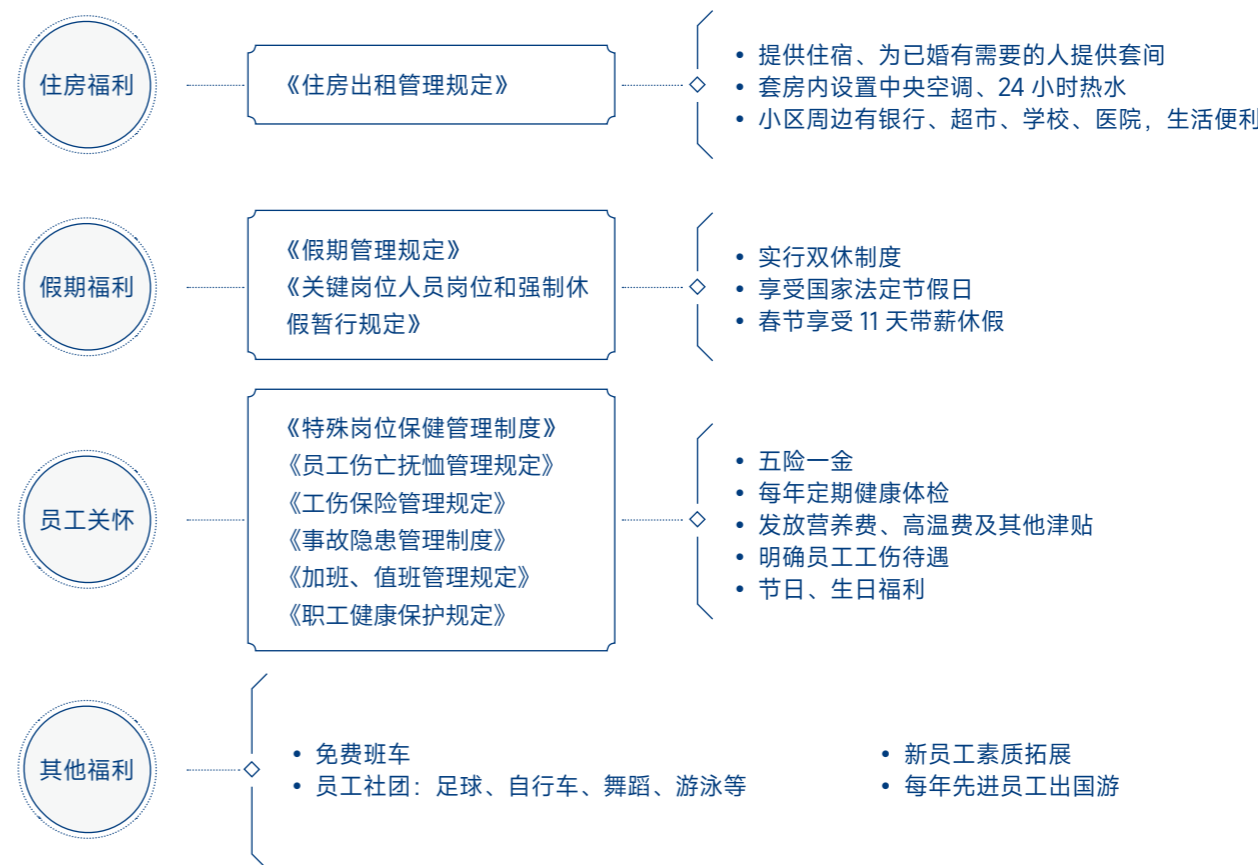 住房福利
《住房出租管理规定》
• 提供住宿、为已婚有需要的人提供套间
• 套房内设置中央空调、24 小时热水
• 小区周边有银行、超市、学校、医院，生活便利
假期福利
《假期管理规定》
《关键岗位人员岗位和强制休
假暂行规定》
• 实行双休制度
• 享受国家法定节假日
• 春节享受 11 天带薪休假
员工关怀
《特殊岗位保健管理制度》
《员工伤亡抚恤管理规定》
《工伤保险管理规定》
《事故隐患管理制度》
《加班、值班管理规定》
《职工健康保护规定》
• 五险一金
• 每年定期健康体检
• 发放营养费、高温费及其他津贴
• 明确员工工伤待遇
• 节日、生日福利
其他福利
• 免费班车
• 员工社团：足球、自行车、舞蹈、游泳等
• 新员工素质拓展
• 每年先进员工出国游